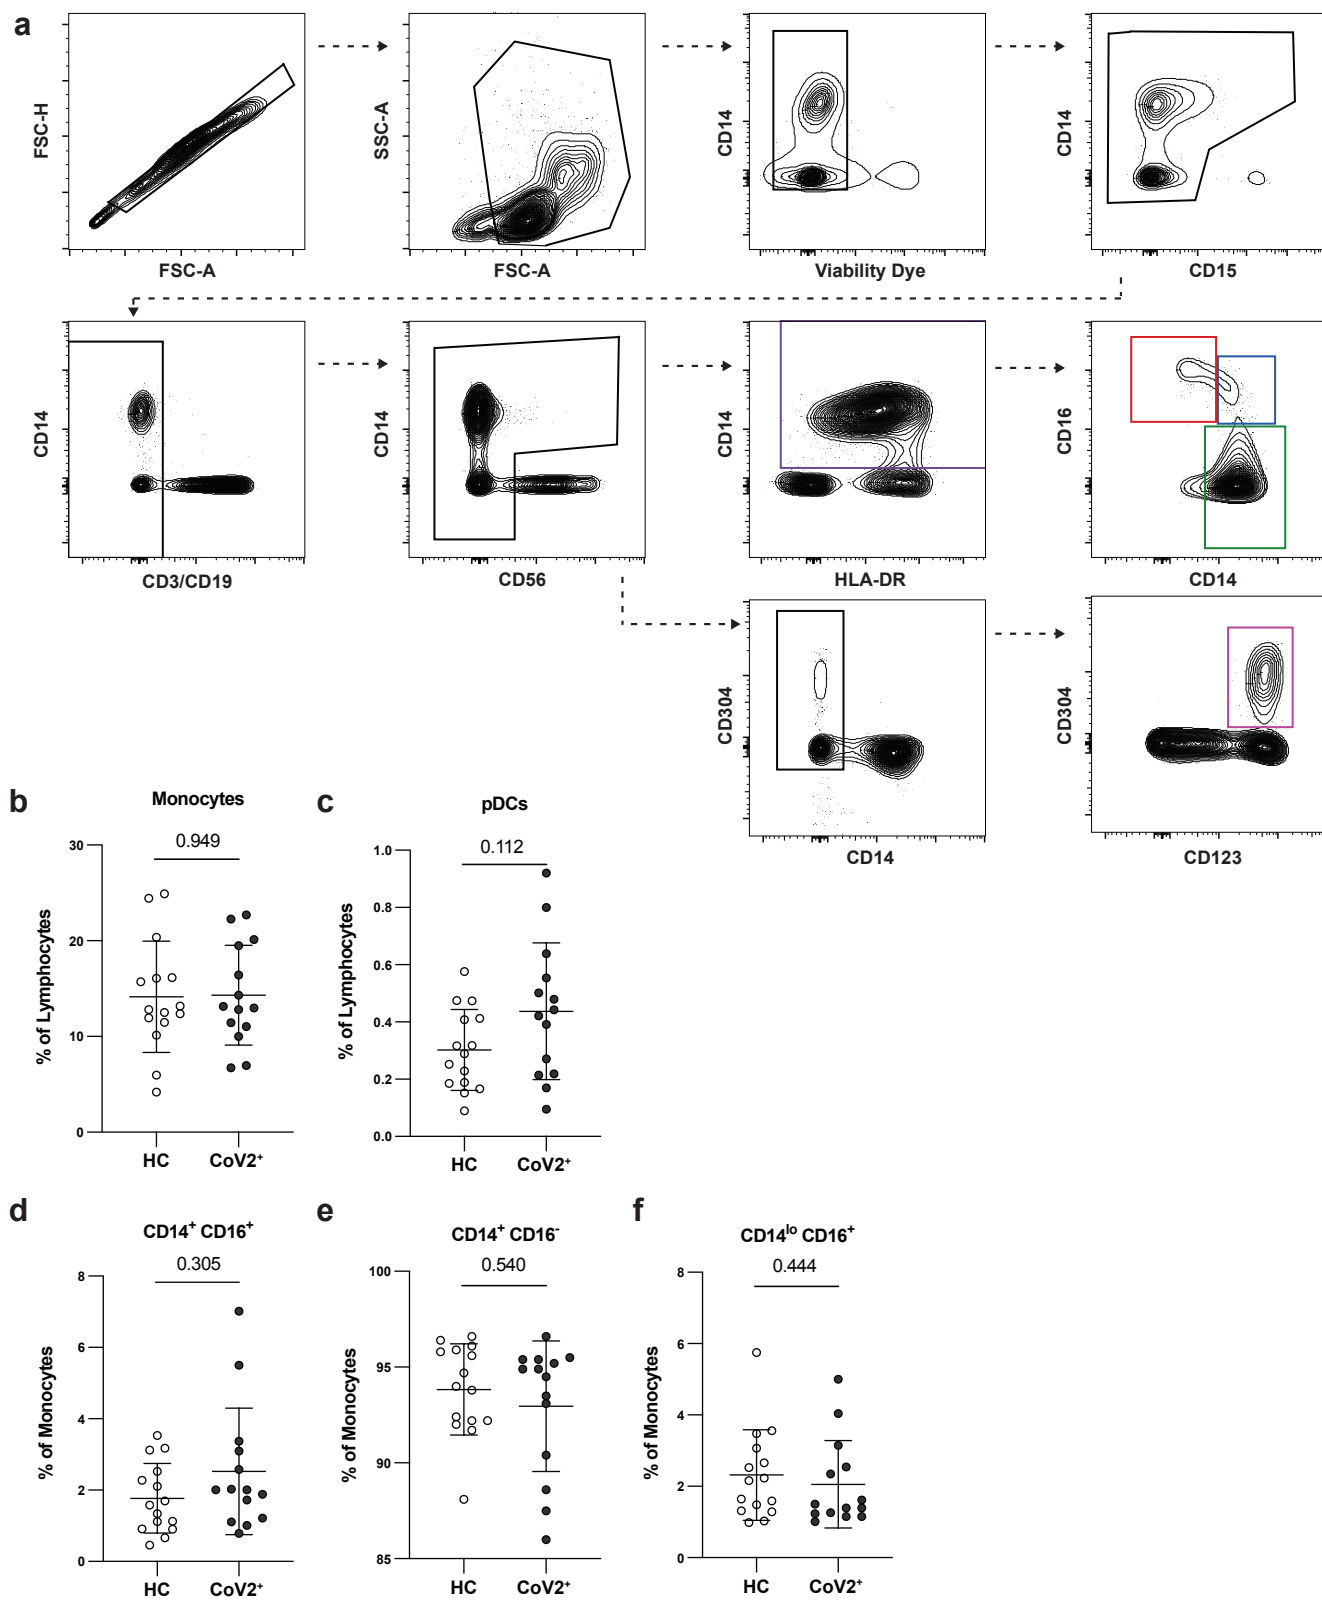 a
FSC-H
FSC-A
SSC-A
FSC-A
CD14
Viability Dye
CD14
CD15
CD14
CD3/CD19
CD14
CD56
CD14
HLA-DR
CD16
CD14
CD304
CD14
CD304
CD123
b
Monocytes
0.949
% of Lymphocytes
30
20
10
0
HC
CoV2⁺
c
pDCs
0.112
% of Lymphocytes
1.0
0.8
0.6
0.4
0.2
0.0
HC
CoV2⁺
d
CD14⁺ CD16⁺
0.305
% of Monocytes
8
6
4
2
0
HC
CoV2⁺
e
CD14⁺ CD16⁻
0.540
% of Monocytes
100
95
90
85
HC
CoV2⁺
f
CD14ˡᵒ CD16⁺
0.444
% of Monocytes
8
6
4
2
0
HC
CoV2⁺